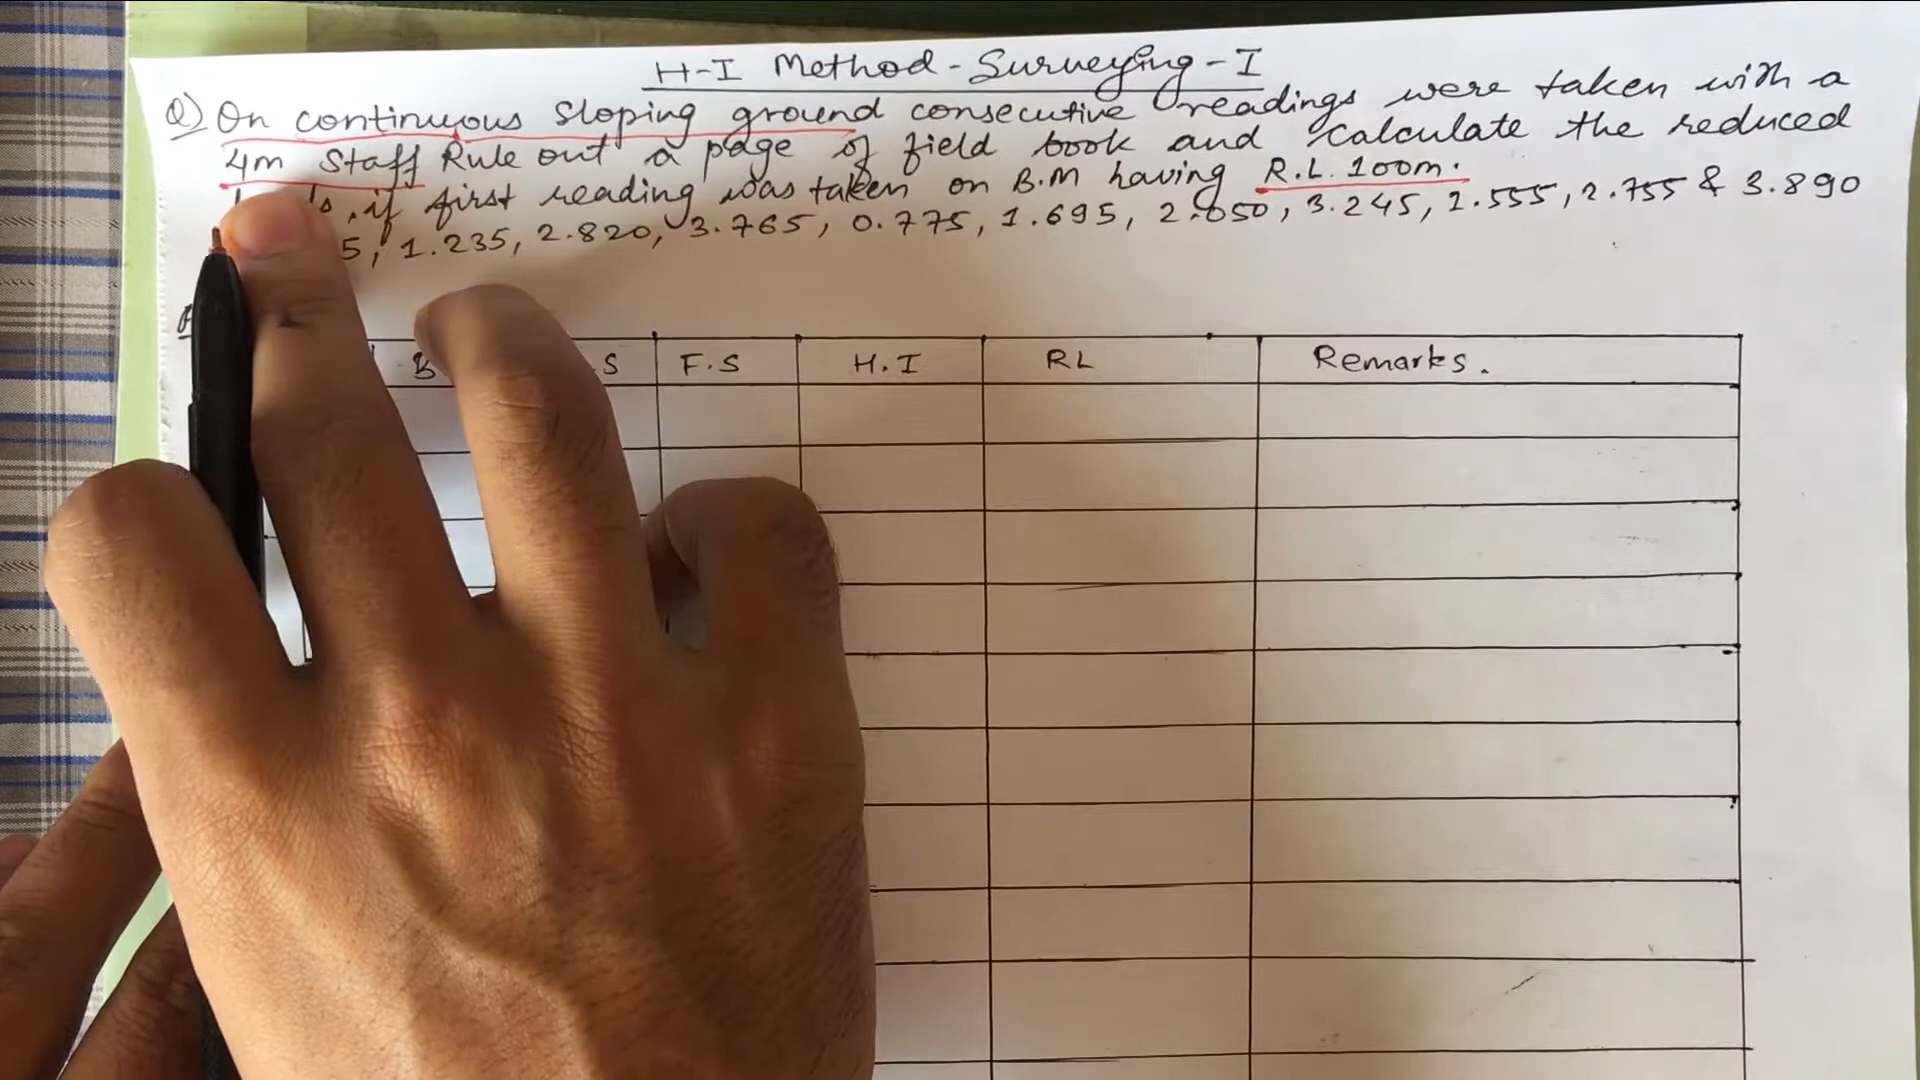 H-I Method - Surveying - I
Q) On continuous sloping ground consecutive readings were taken with a
4m Staff Rule out a page of field book and calculate the reduced
, if first reading was taken on B.M having R.L. 100m.
5, 1.235, 2.820, 3.765, 0.775, 1.695, 2.050, 3.245, 2.755 & 3.890
B S F.S H.I RL Remarks.